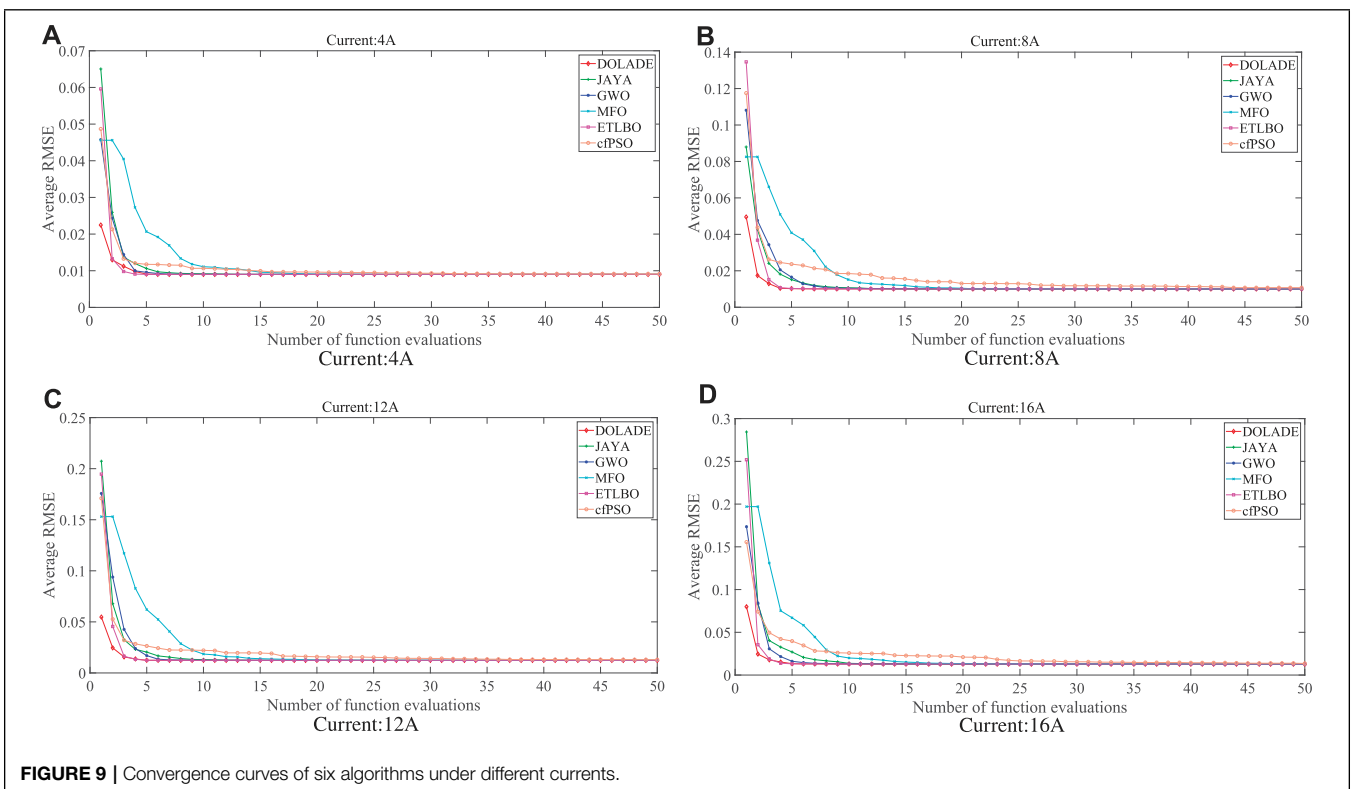 A
Current:4A
0.07
0.06
0.05
0.04
0.03
0.02
0.01
0
Average RMSE
DOLADE
JAYA
GWO
MFO
ETLBO
cfPSO
0 5 10 15 20 25 30 35 40 45 50
Number of function evaluations
Current:4A
B
Current:8A
0.14
0.12
0.10
0.08
0.06
0.04
0.02
0
Average RMSE
DOLADE
JAYA
GWO
MFO
ETLBO
cfPSO
0 5 10 15 20 25 30 35 40 45 50
Number of function evaluations
Current:8A
C
Current:12A
0.25
0.2
0.15
0.1
0.05
0
Average RMSE
DOLADE
JAYA
GWO
MFO
ETLBO
cfPSO
0 5 10 15 20 25 30 35 40 45 50
Number of function evaluations
Current:12A
D
Current:16A
0.3
0.25
0.2
0.15
0.1
0.05
0
Average RMSE
DOLADE
JAYA
GWO
MFO
ETLBO
cfPSO
0 5 10 15 20 25 30 35 40 45 50
Number of function evaluations
Current:16A
FIGURE 9 | Convergence curves of six algorithms under different currents.